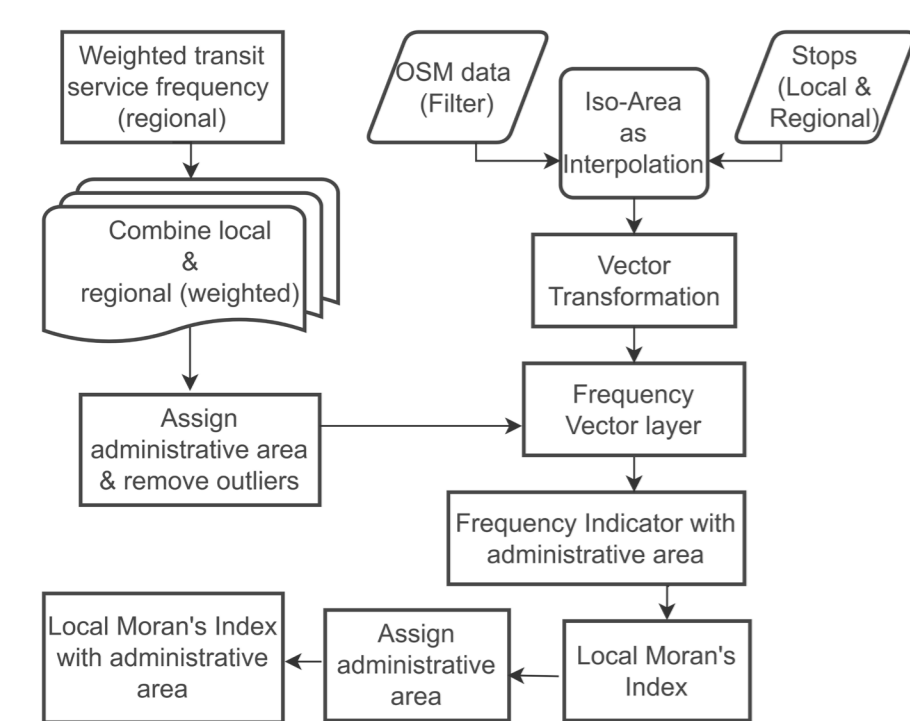 Weighted transit
service frequency
(regional)
OSM data
(Filter)
Iso-Area
as
Interpolation
Stops
(Local &
Regional)
Combine local
&
regional (weighted)
Vector
Transformation
Assign
administrative area
& remove outliers
Frequency
Vector layer
Frequency Indicator with
administrative area
Local Moran's Index
with administrative
area
Assign
administrative
area
Local Moran's
Index